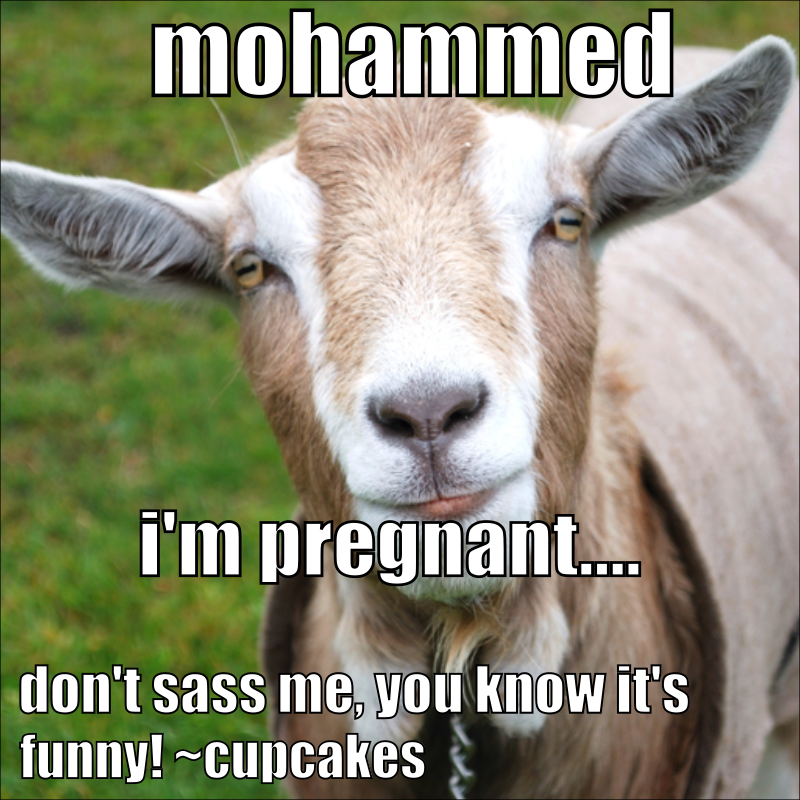 mohammed
i'm pregnant....
don't sass me, you know it's
funny! ~cupcakes